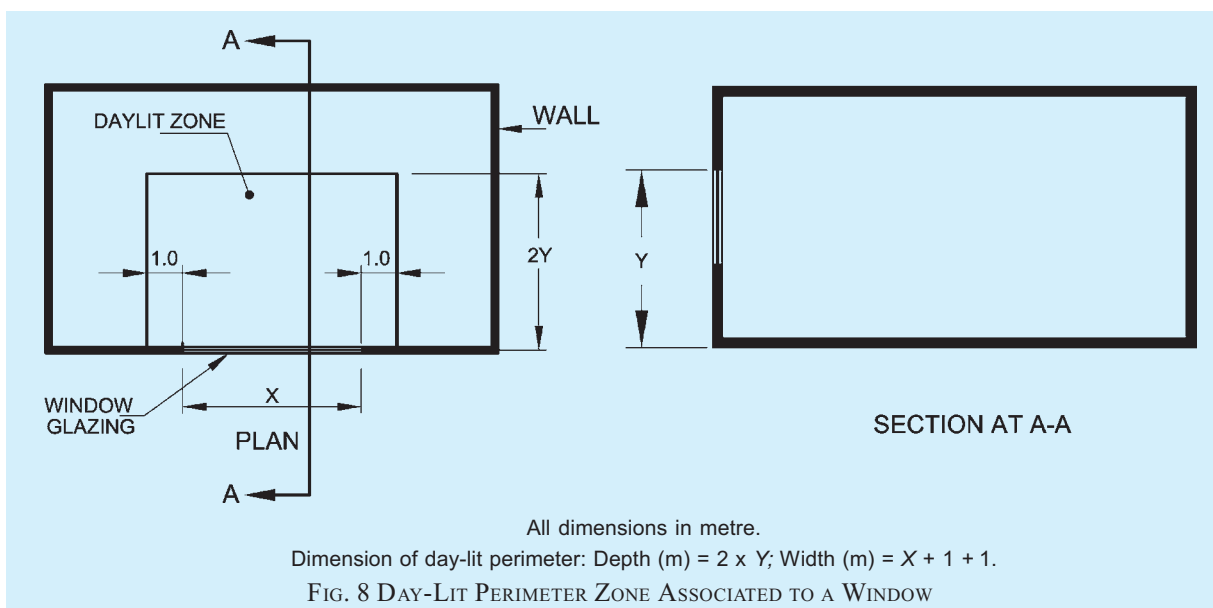 A
DAYLIT ZONE
WALL
1.0
1.0
2Y
Y
WINDOW
GLAZING
X
PLAN
SECTION AT A-A
A
All dimensions in metre.
Dimension of day-lit perimeter: Depth (m) = 2 x Y; Width (m) = X + 1 + 1.
FIG. 8 DAY-LIT PERIMETER ZONE ASSOCIATED TO A WINDOW